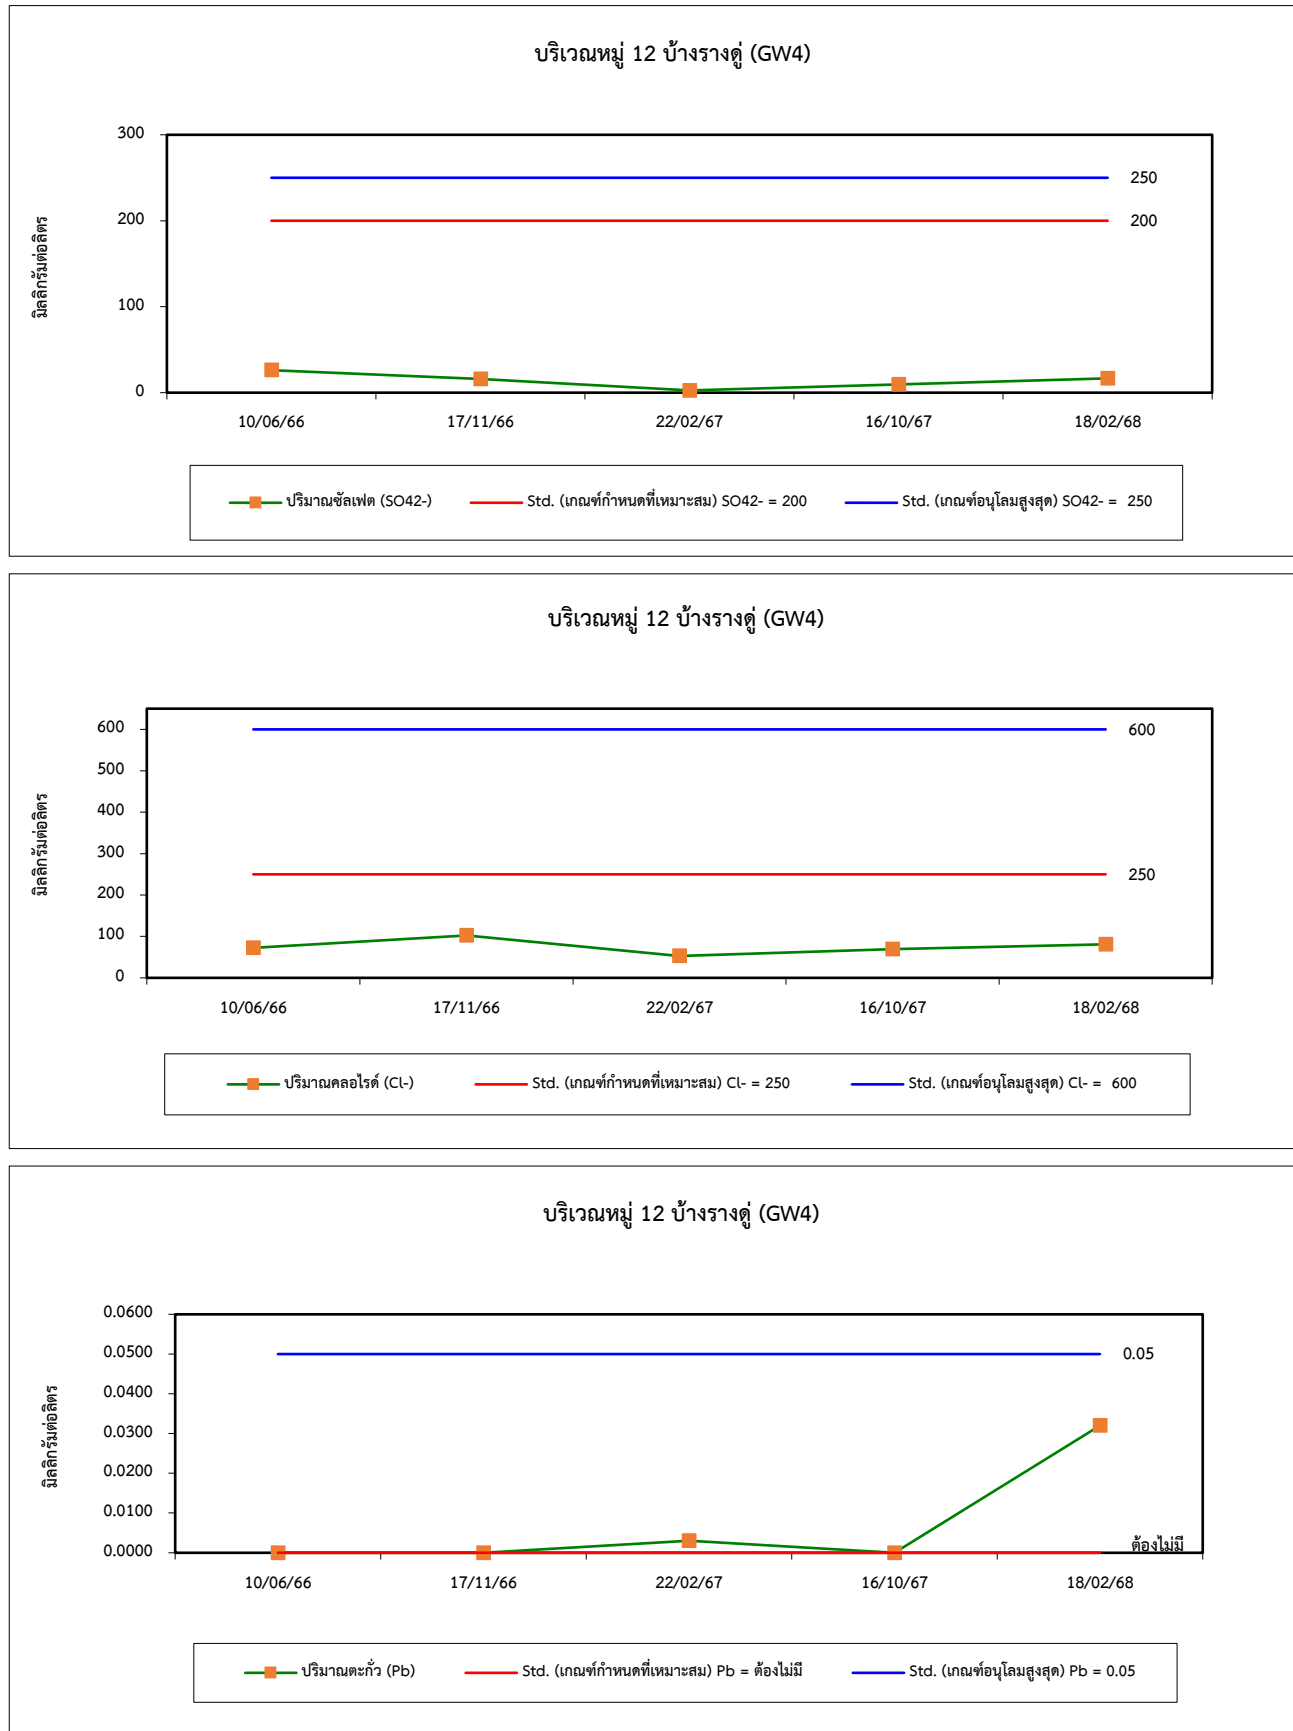 บริเวณหมู่ 12 บ้างรางดู่ (GW4)
มิลลิกรัมต่อลิตร
300
200
100
0
250
200
10/06/66 17/11/66 22/02/67 16/10/67 18/02/68
ปริมาณซัลเฟต (SO42-) Std. (เกณฑ์กำหนดที่เหมาะสม) SO42- = 200 Std. (เกณฑ์อนุโลมสูงสุด) SO42- = 250
บริเวณหมู่ 12 บ้างรางดู่ (GW4)
มิลลิกรัมต่อลิตร
600
500
400
300
200
100
0
600
250
10/06/66 17/11/66 22/02/67 16/10/67 18/02/68
ปริมาณคลอไรด์ (Cl-) Std. (เกณฑ์กำหนดที่เหมาะสม) Cl- = 250 Std. (เกณฑ์อนุโลมสูงสุด) Cl- = 600
บริเวณหมู่ 12 บ้างรางดู่ (GW4)
มิลลิกรัมต่อลิตร
0.0600
0.0500
0.0400
0.0300
0.0200
0.0100
0.0000
0.05
ต้องไม่มี
10/06/66 17/11/66 22/02/67 16/10/67 18/02/68
ปริมาณตะกั่ว (Pb) Std. (เกณฑ์กำหนดที่เหมาะสม) Pb = ต้องไม่มี Std. (เกณฑ์อนุโลมสูงสุด) Pb = 0.05